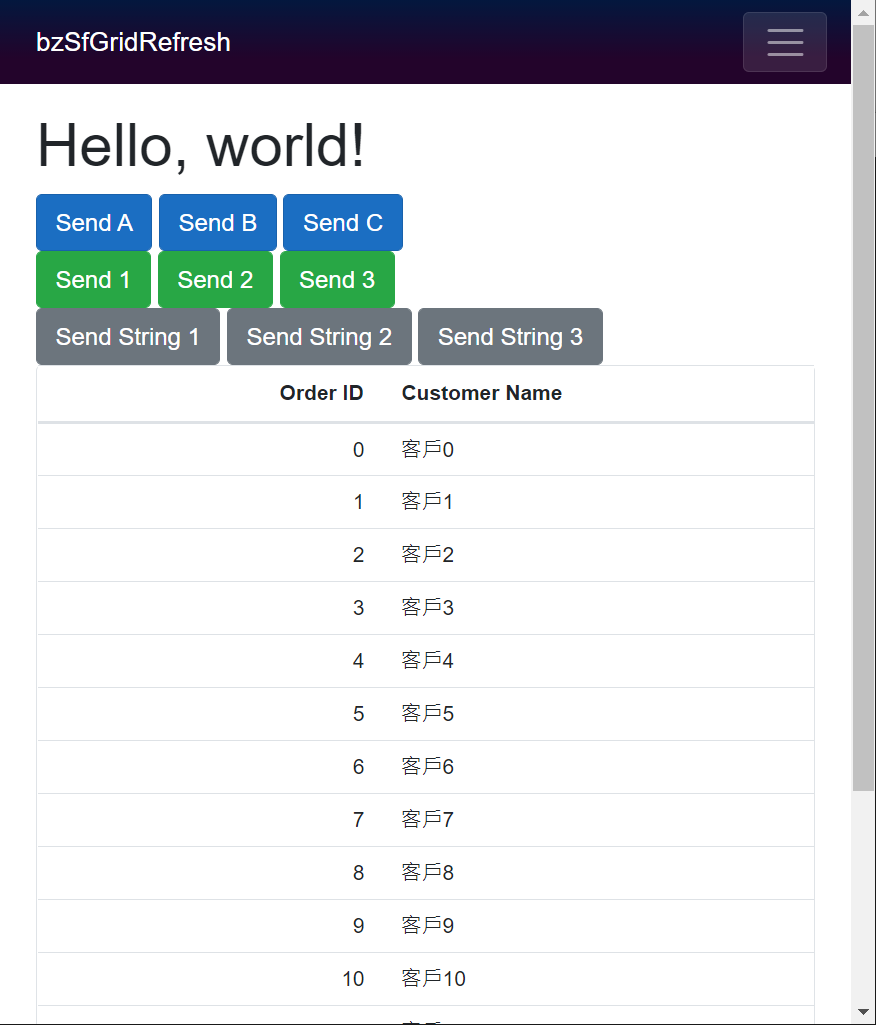 bzSfGridRefresh
Hello, world!
Send A Send B Send C
Send 1 Send 2 Send 3
Send String 1 Send String 2 Send String 3
Order ID Customer Name
0 客戶0
1 客戶1
2 客戶2
3 客戶3
4 客戶4
5 客戶5
6 客戶6
7 客戶7
8 客戶8
9 客戶9
10 客戶10